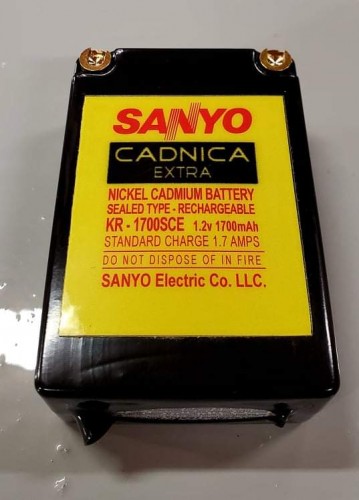 SANYO
CADNICA
EXTRA
NICKEL CADMIUM BATTERY
SEALED TYPE - RECHARGEABLE
KR - 1700SCE 1.2v 1700mAh
STANDARD CHARGE 1.7 AMPS
DO NOT DISPOSE OF IN FIRE
SANYO Electric Co. LLC.